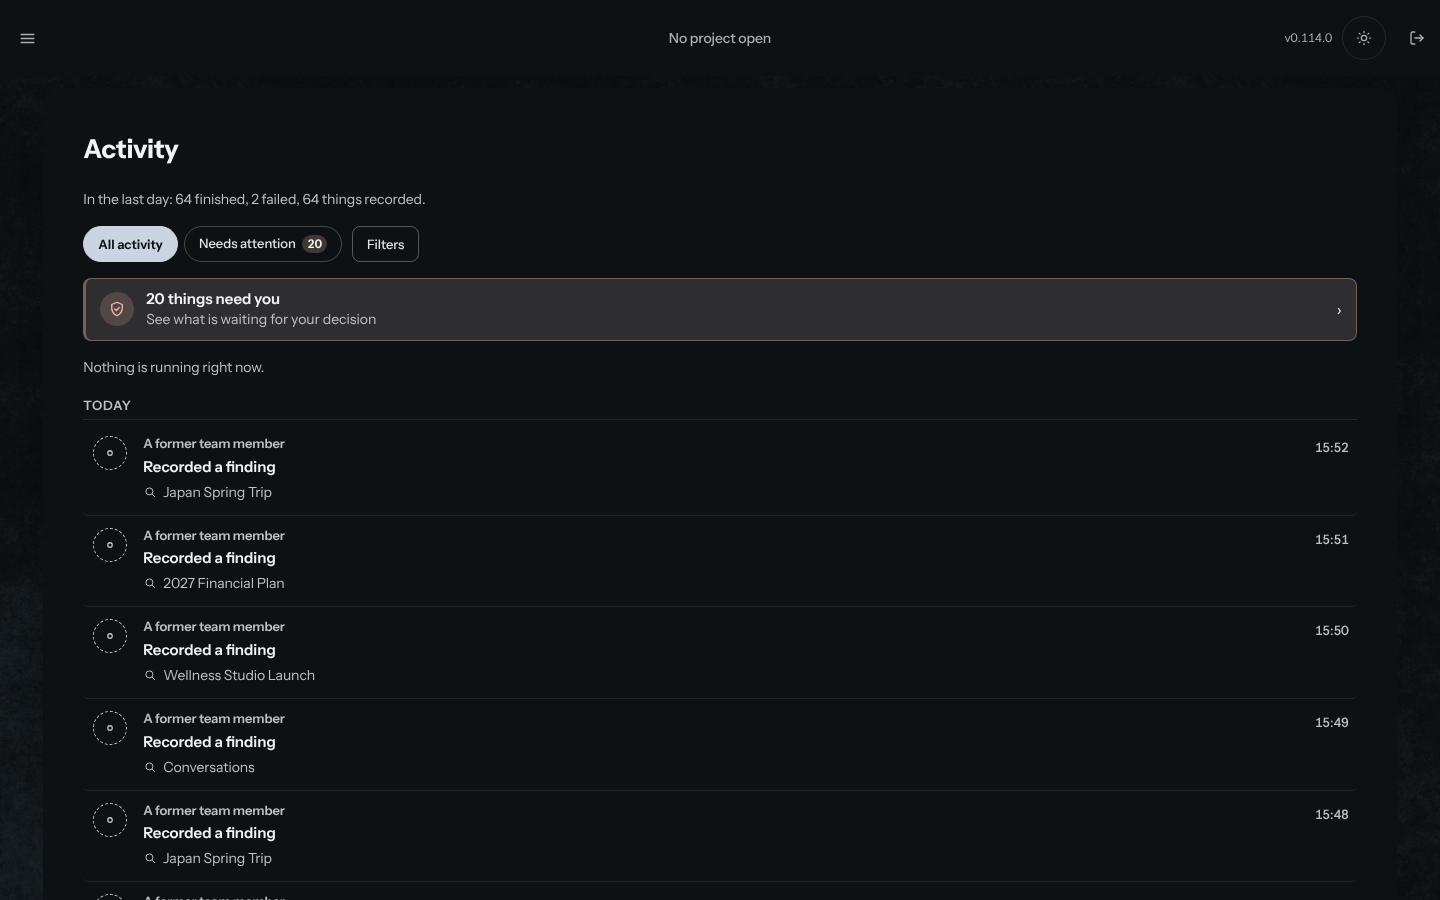 No project open
v0.114.0
Activity
In the last day: 64 finished, 2 failed, 64 things recorded.
All activity
Needs attention 20
Filters
20 things need you
See what is waiting for your decision
Nothing is running right now.
TODAY
A former team member
15:52
Recorded a finding
Japan Spring Trip
A former team member
15:51
Recorded a finding
2027 Financial Plan
A former team member
15:50
Recorded a finding
Wellness Studio Launch
A former team member
15:49
Recorded a finding
Conversations
A former team member
15:48
Recorded a finding
Japan Spring Trip